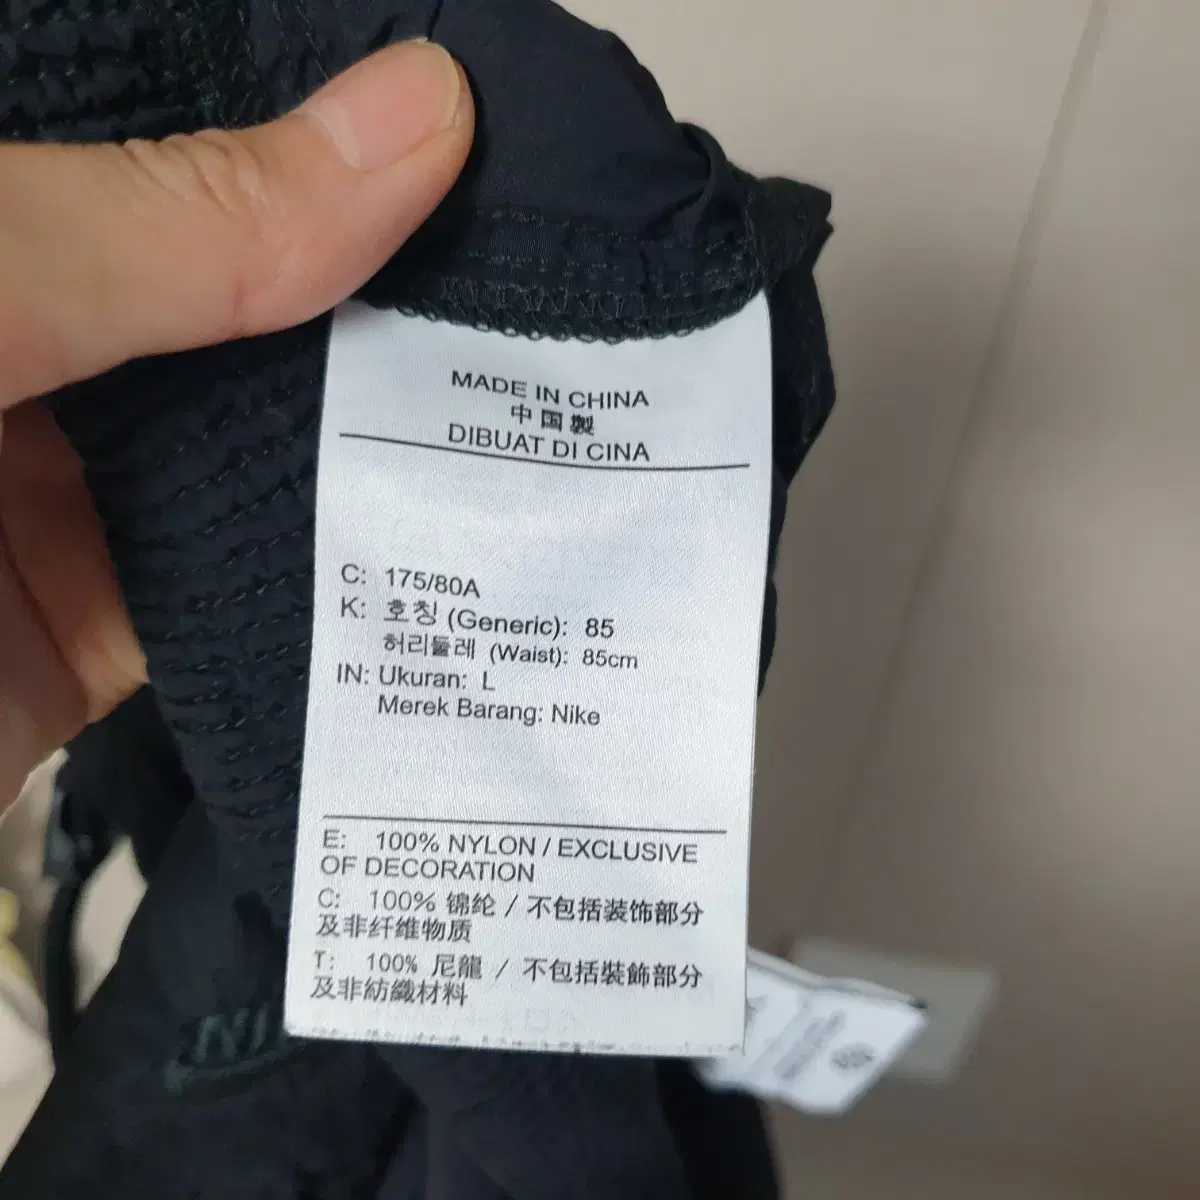 MADE IN CHINA
中国製
DIBUAT DI CINA
C: 175/80A
K: 호칭 (Generic): 85
허리둘레 (Waist): 85cm
IN: Ukuran: L
Merek Barang: Nike
E: 100% NYLON / EXCLUSIVE
OF DECORATION
C: 100% 锦纶 / 不包括装饰部分
及非纤维物质
T: 100% 尼龍 / 不包括裝飾部分
及非紡織材料